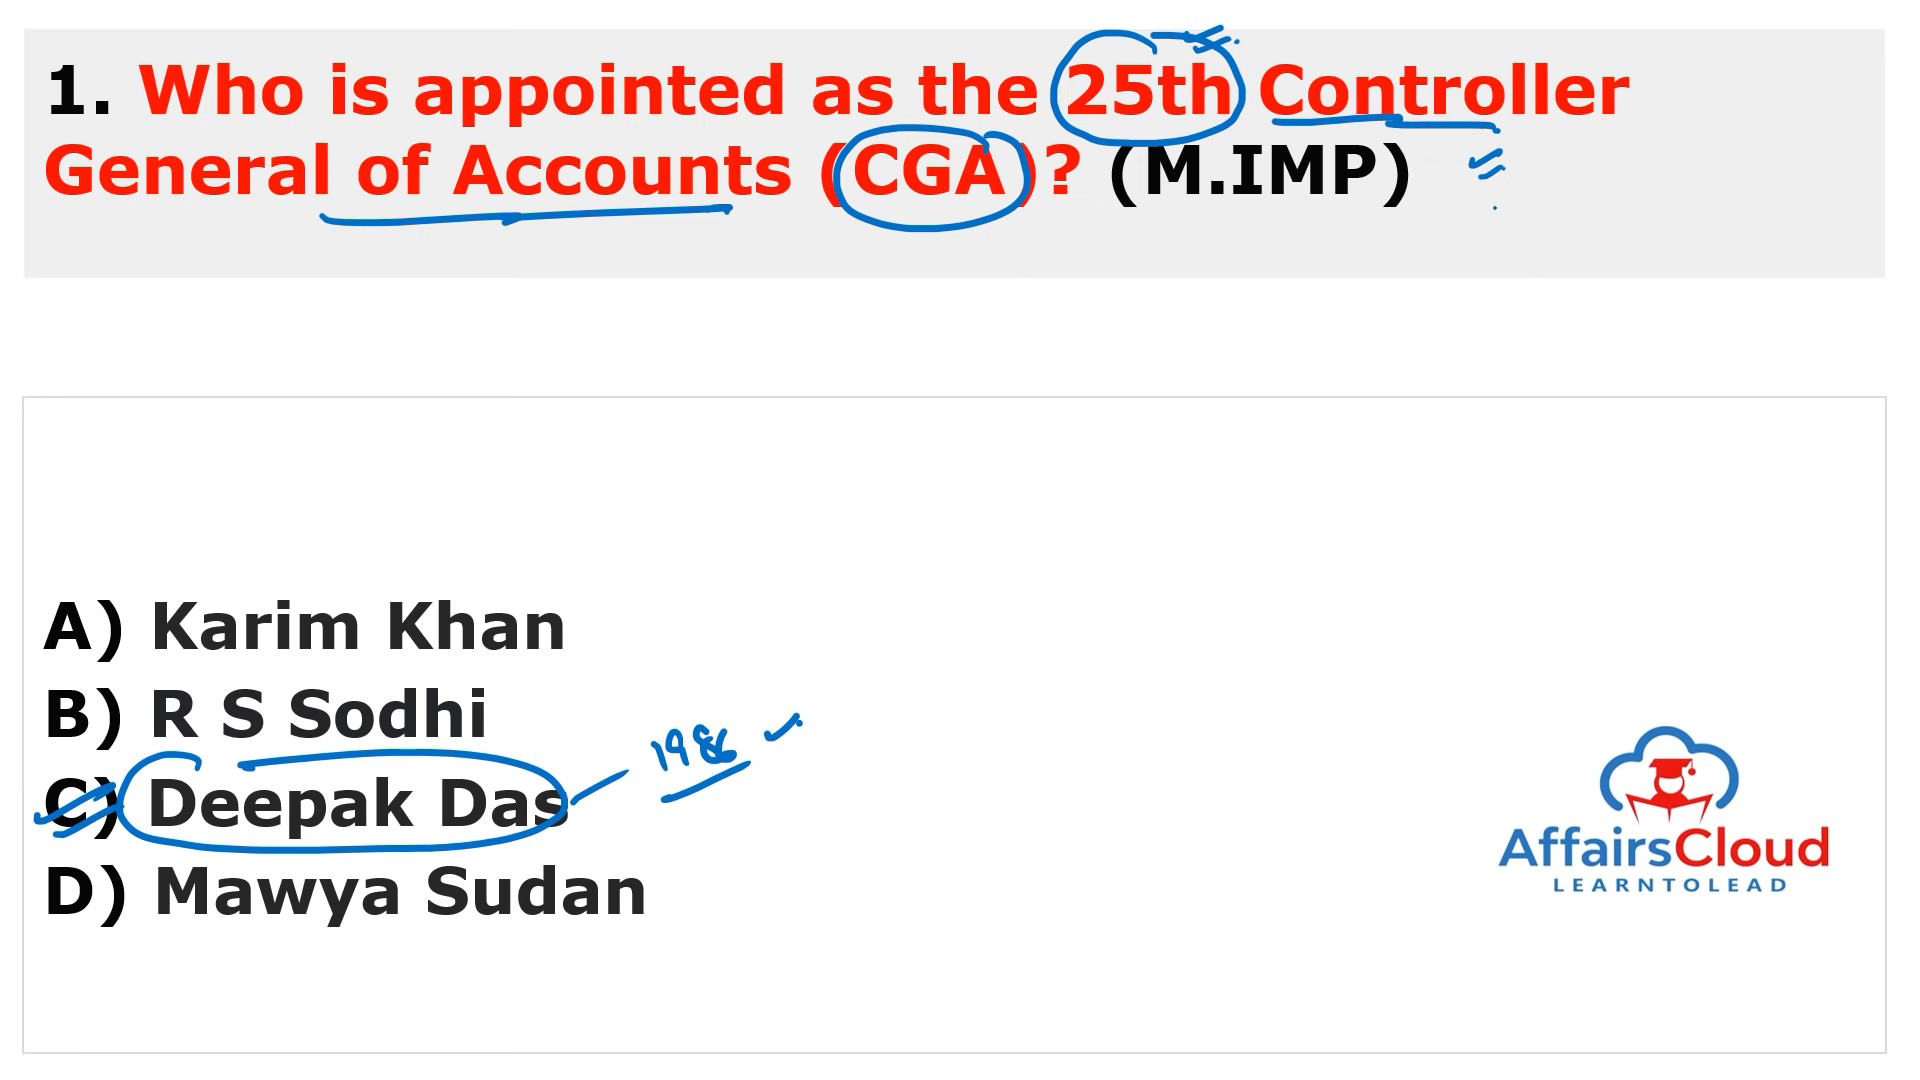 1. Who is appointed as the 25th Controller
General of Accounts (CGA)? (M.IMP)
A) Karim Khan
B) R S Sodhi
1986
C) Deepak Das
D) Mawya Sudan
AffairsCloud
LEARNTOLEAD